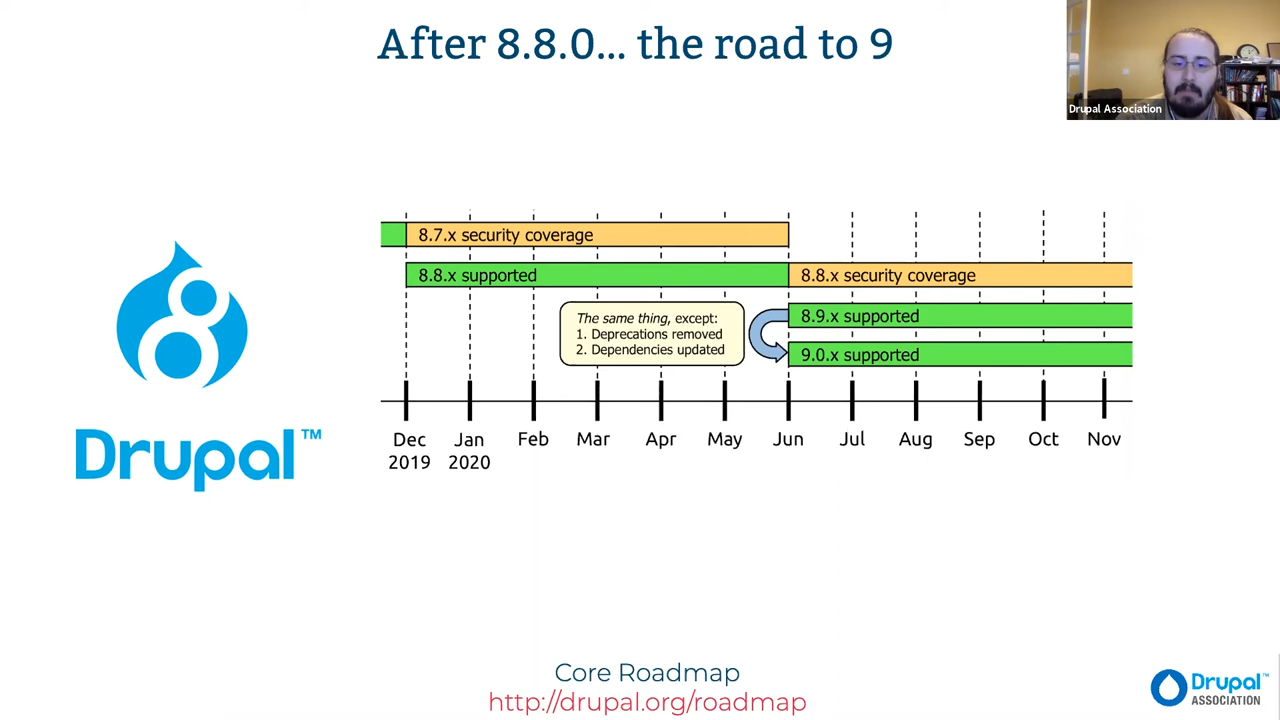 After 8.8.0... the road to 9
Drupal Association
8.7.x security coverage
8.8.x supported
8.8.x security coverage
The same thing, except:
1. Deprecations removed
2. Dependencies updated
8.9.x supported
9.0.x supported
Dec Jan Feb Mar Apr May Jun Jul Aug Sep Oct Nov
2019 2020
Drupal™
Core Roadmap
http://drupal.org/roadmap
Drupal™
ASSOCIATION